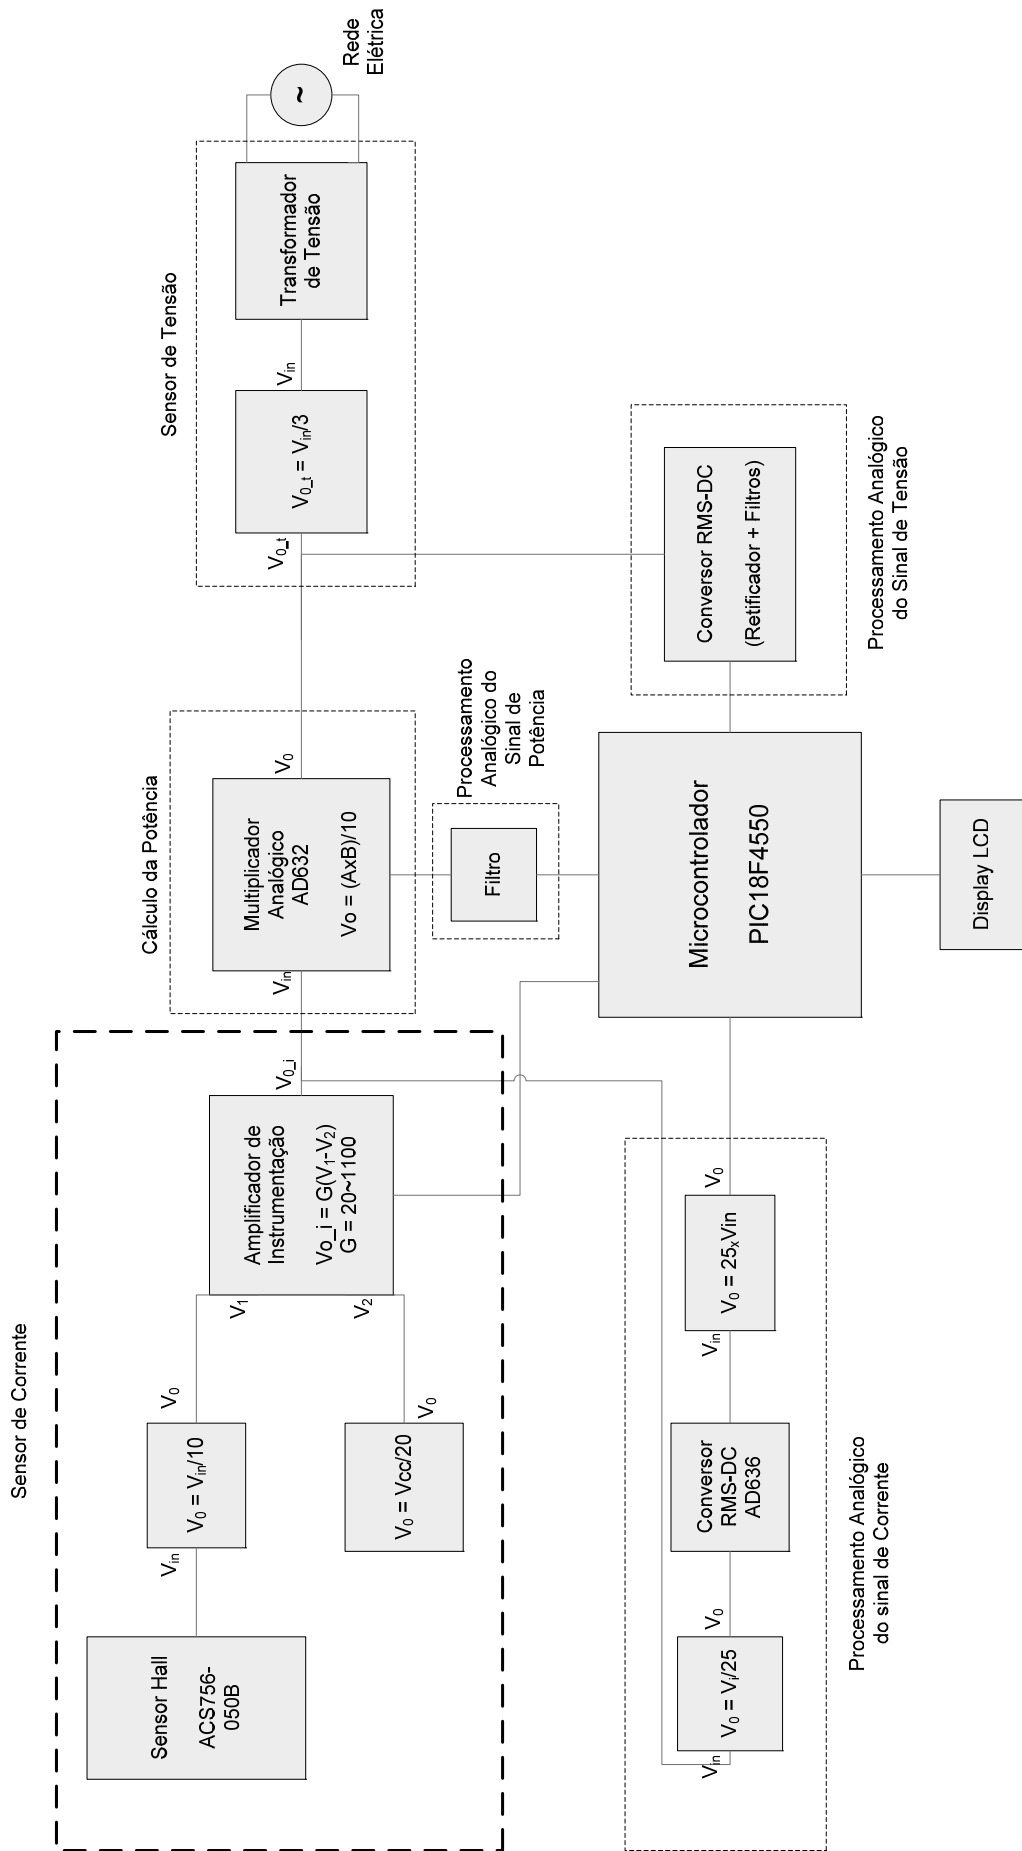 Sensor de Corrente
Sensor Hall
ACS756-
050B
Vin
V0 = Vin/10
V0
V0 = Vcc/20
V0
V1
V2
Amplificador de
Instrumentação
Vo_i = G(V1-V2)
G = 20~1100
V0_i
Cálculo da Potência
Vin
Multiplicador
Analógico
AD632
Vo = (AxB)/10
V0
Sensor de Tensão
V0_t
V0_t = Vin/3
Vin
Transformador
de Tensão
~
Rede
Elétrica
Processamento
Analógico do
Sinal de
Potência
Filtro
Vin
V0 = Vi/25
V0
Conversor
RMS-DC
AD636
Vin
V0 = 25xVin
V0
Processamento Analógico
do sinal de Corrente
Microcontrolador
PIC18F4550
Conversor RMS-DC
(Retificador + Filtros)
Processamento Analógico
do Sinal de Tensão
Display LCD